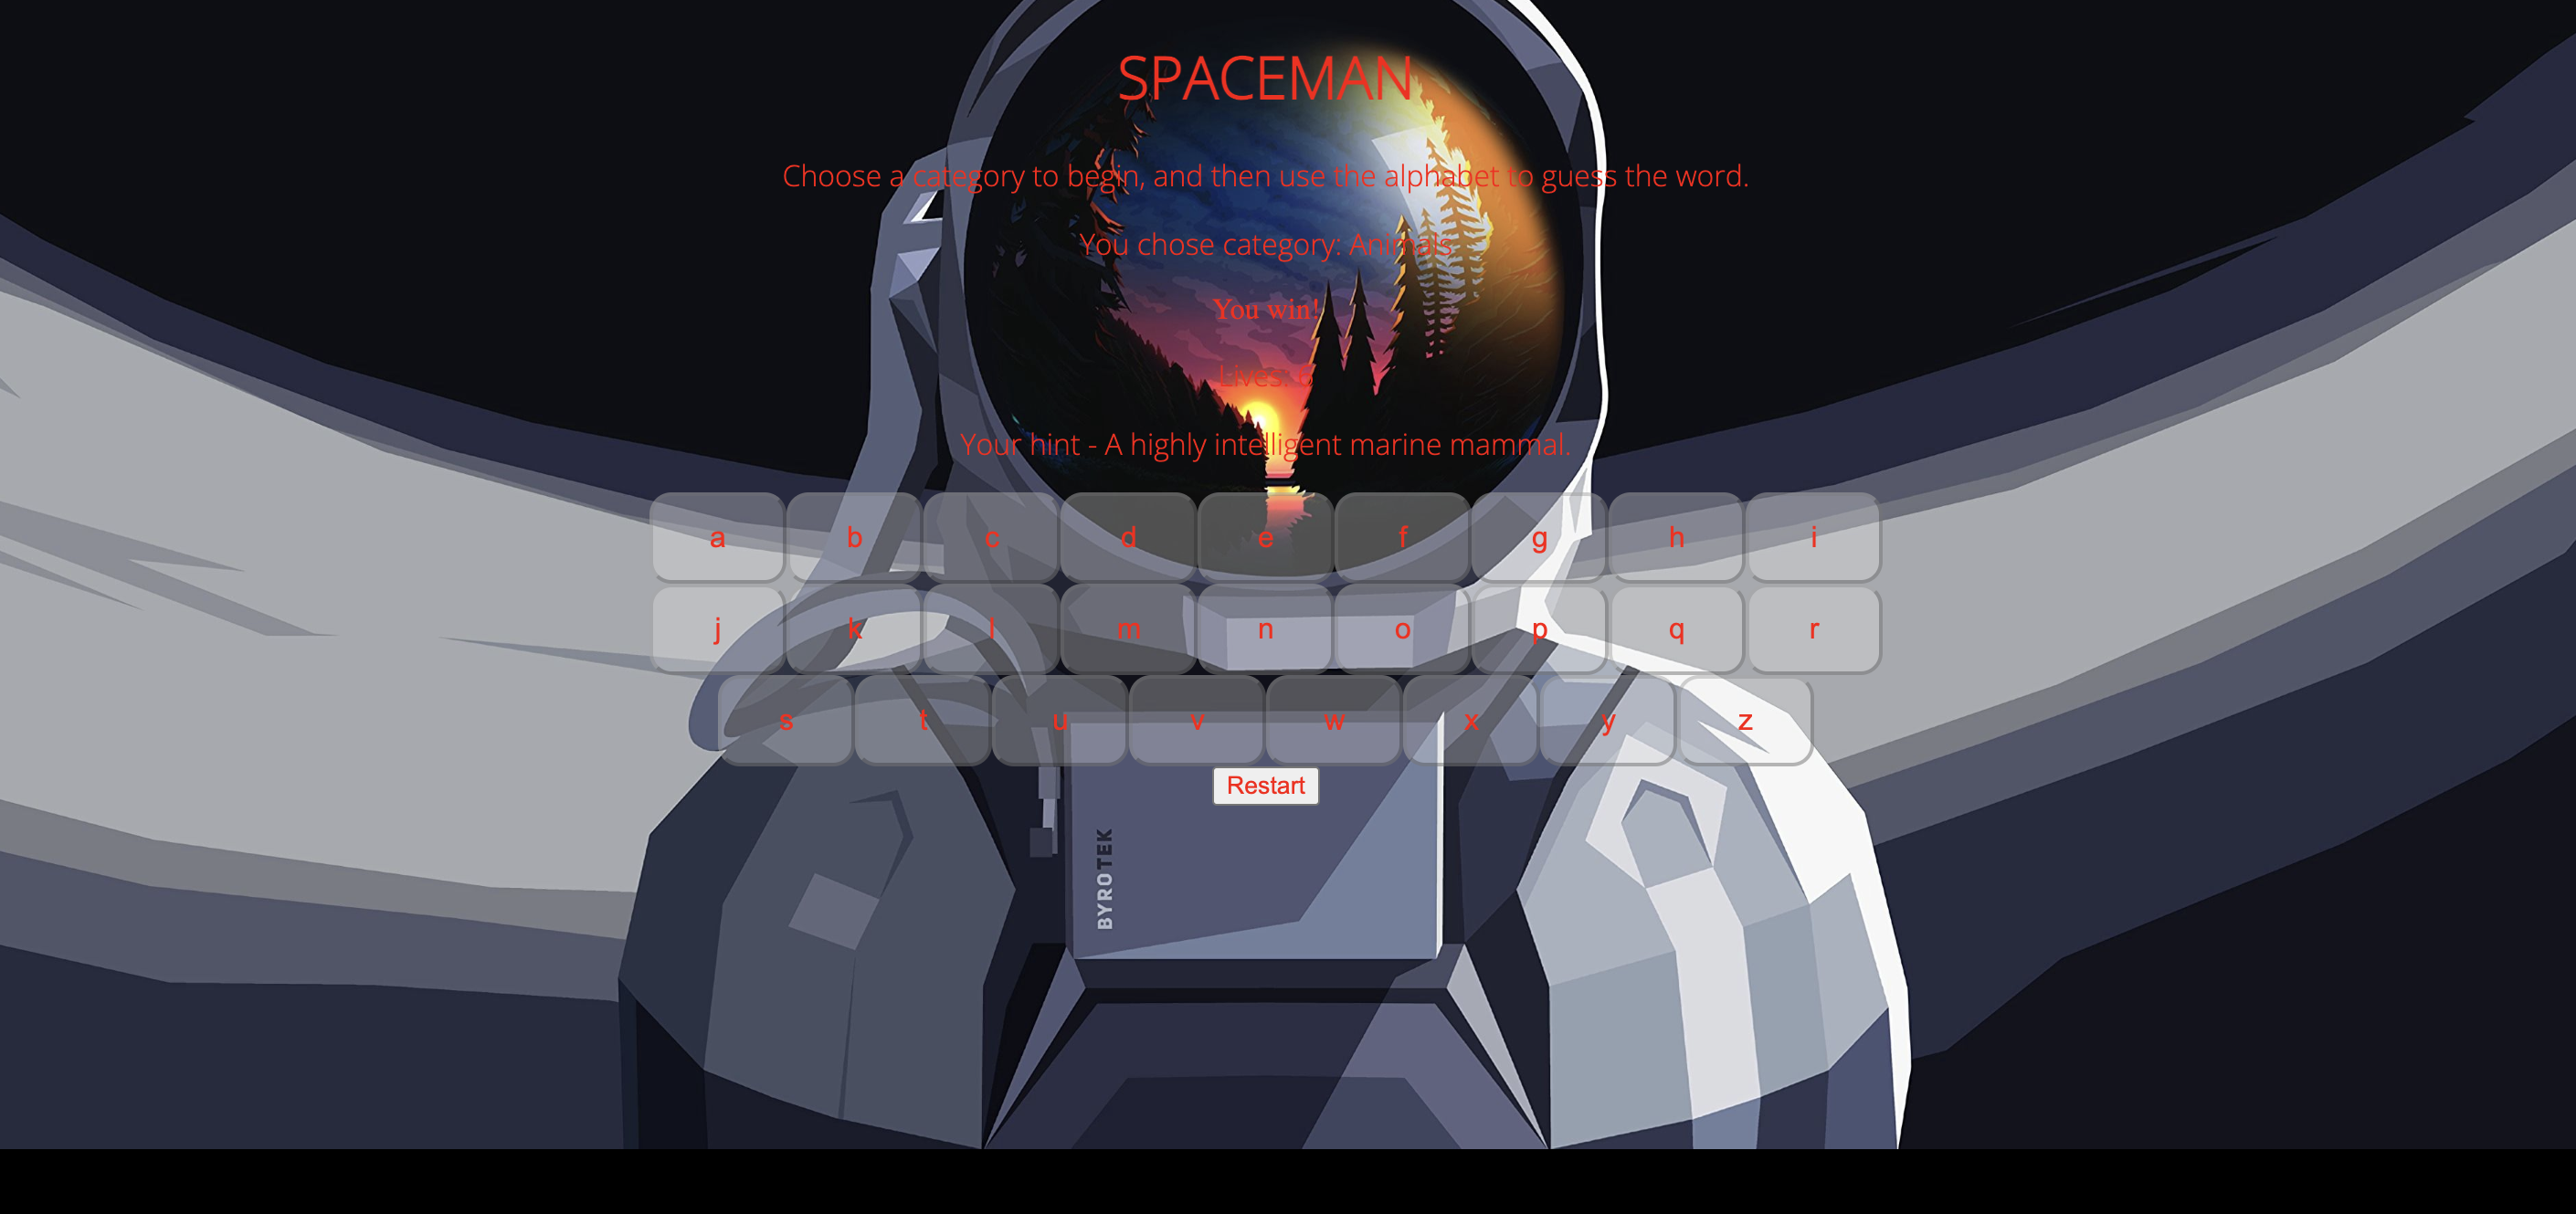 SPACEMAN
Choose a category to begin, and then use the alphabet to guess the word.
You chose category: Animals
You win!
Lives: 6
Your hint - A highly intelligent marine mammal.
a b c d e f g h i
j k l m n o p q r
s t u v w x y z
Restart
BYROTEK